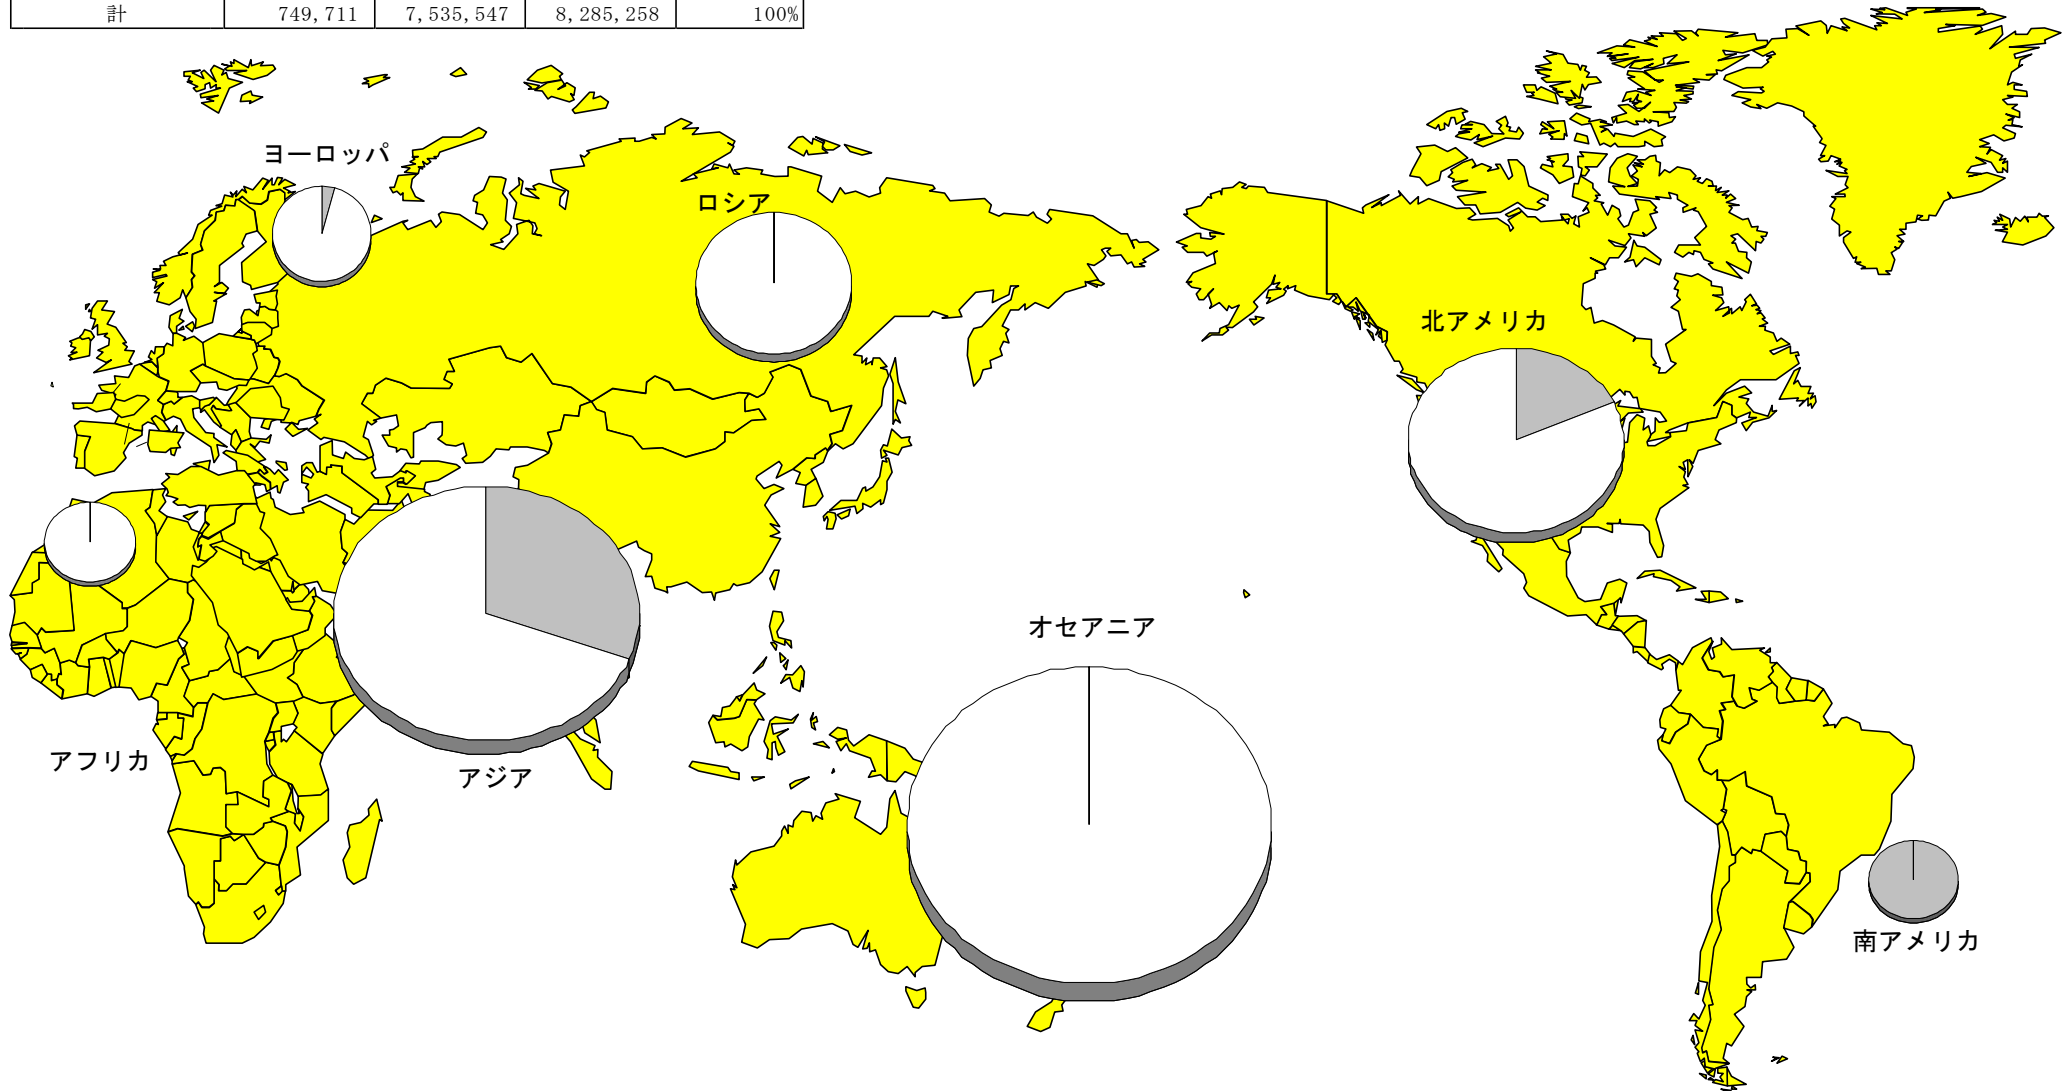 計 749,711 7,535,547 8,285,258 100%
ヨーロッパ
ロシア
北アメリカ
オセアニア
アフリカ
アジア
南アメリカ